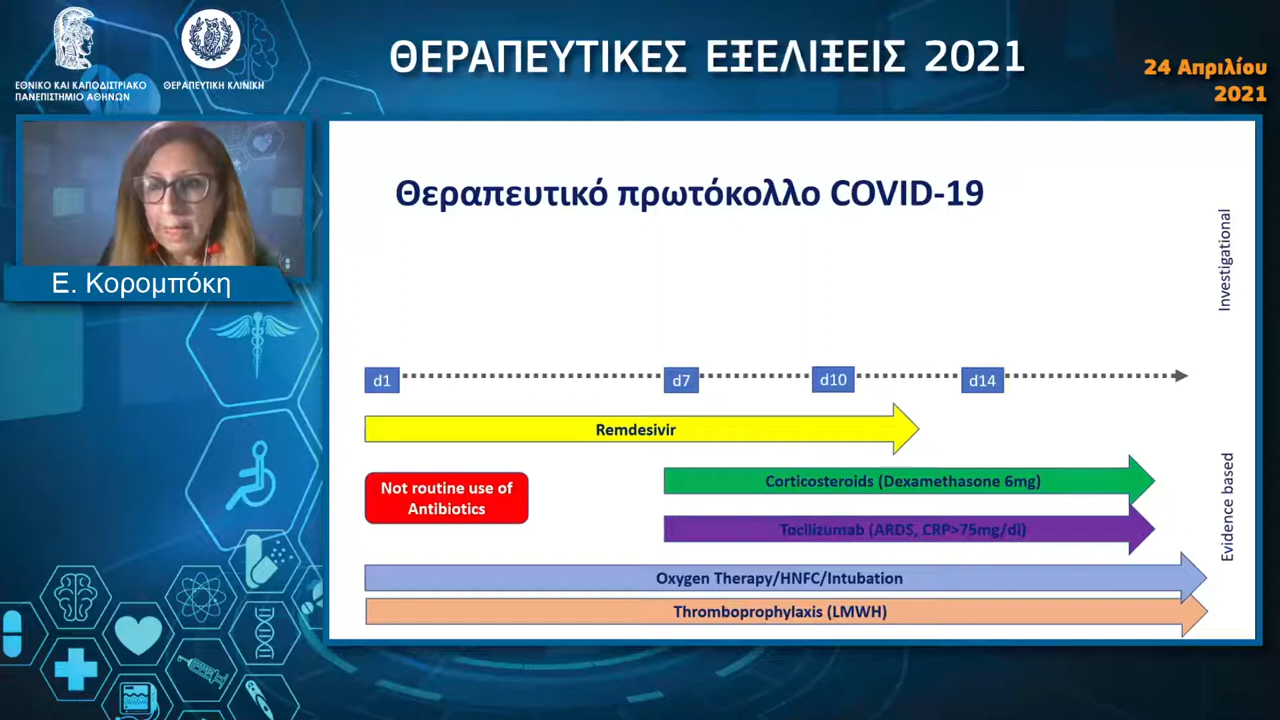 ΕΘΝΙΚΟ ΚΑΙ ΚΑΠΟΔΙΣΤΡΙΑΚΟ
ΠΑΝΕΠΙΣΤΗΜΙΟ ΑΘΗΝΩΝ
ΘΕΡΑΠΕΥΤΙΚΗ ΚΛΙΝΙΚΗ
ΘΕΡΑΠΕΥΤΙΚΕΣ ΕΞΕΛΙΞΕΙΣ 2021
24 Απριλίου
2021
Ε. Κορομπόκη
Θεραπευτικό πρωτόκολλο COVID-19
Investigational
d1
d7
d10
d14
Remdesivir
Not routine use of
Antibiotics
Corticosteroids (Dexamethasone 6mg)
Tocilizumab (ARDS, CRP>75mg/dl)
Evidence based
Oxygen Therapy/HNFC/Intubation
Thromboprophylaxis (LMWH)